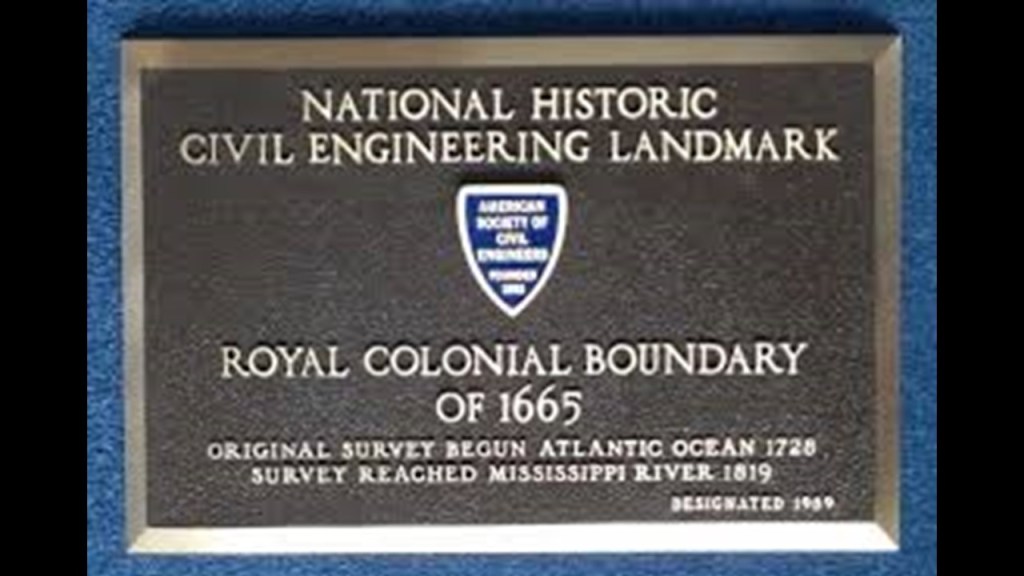 NATIONAL HISTORIC
CIVIL ENGINEERING LANDMARK
AMERICAN
SOCIETY OF
CIVIL
ENGINEERS
FOUNDED
ROYAL COLONIAL BOUNDARY
OF 1665
ORIGINAL SURVEY BEGUN ATLANTIC OCEAN 1728
SURVEY REACHED MISSISSIPPI RIVER 1819
DESIGNATED 1989